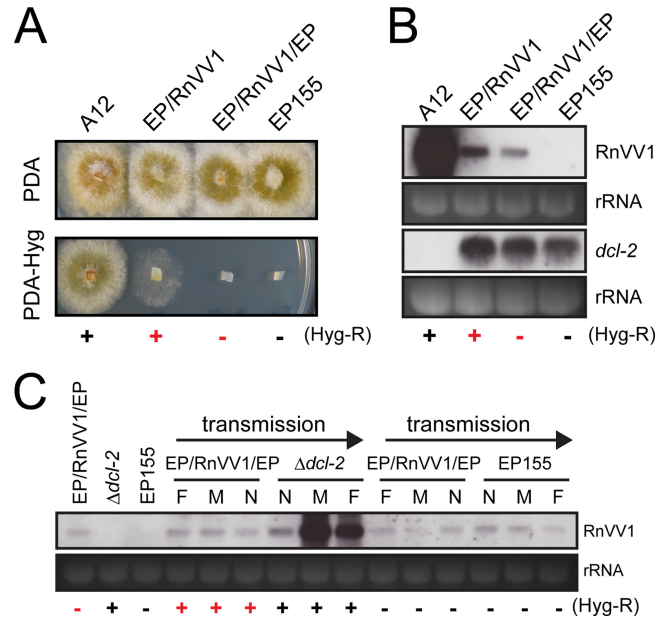 A
A12 EP/RnVV1 EP/RnVV1/EP EP155
PDA
PDA-Hyg
+ + - - (Hyg-R)
B
A12 EP/RnVV1 EP/RnVV1/EP EP155
RnVV1
rRNA
dcl-2
rRNA
+ + - - (Hyg-R)
C
transmission transmission
EP/RnVV1/EP Δdcl-2 EP155 EP/RnVV1/EP Δdcl-2 EP/RnVV1/EP EP155
F M N N M F F M N N M F
RnVV1
rRNA
- + - + + + + + + - - - - - - (Hyg-R)